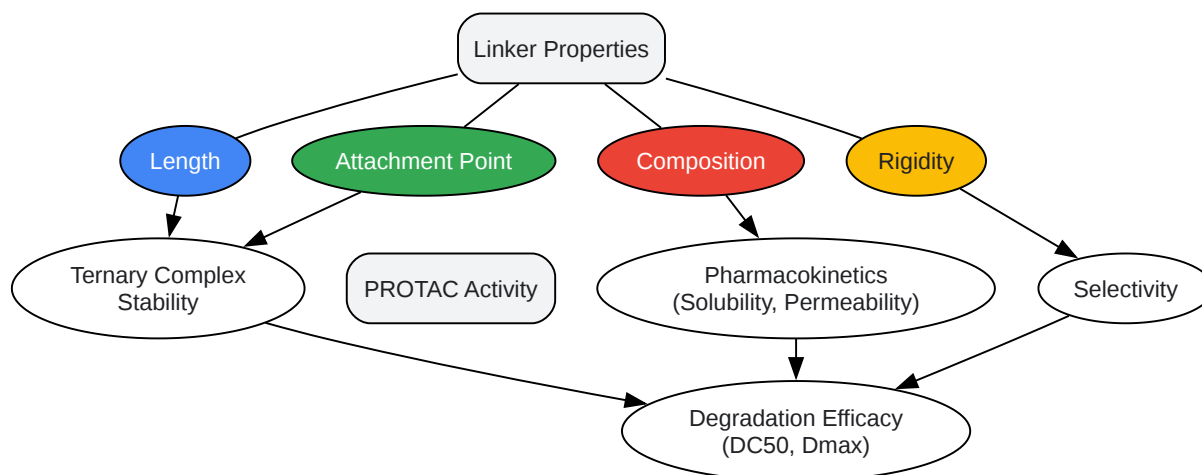 Linker Properties
Length
Attachment Point
Composition
Rigidity
Ternary Complex
Stability
PROTAC Activity
Pharmacokinetics
(Solubility, Permeability)
Selectivity
Degradation Efficacy
(DC50, Dmax)